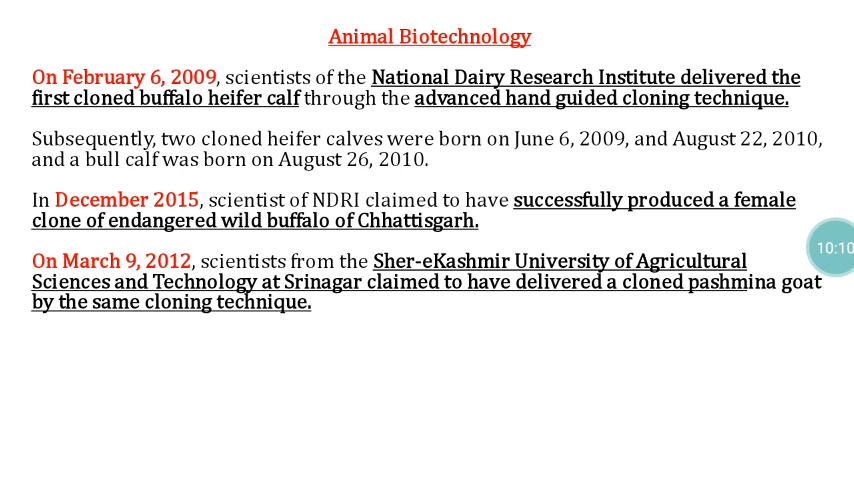 Animal Biotechnology
On February 6, 2009, scientists of the National Dairy Research Institute delivered the
first cloned buffalo heifer calf through the advanced hand guided cloning technique.
Subsequently, two cloned heifer calves were born on June 6, 2009, and August 22, 2010,
and a bull calf was born on August 26, 2010.
In December 2015, scientist of NDRI claimed to have successfully produced a female
clone of endangered wild buffalo of Chhattisgarh.
10:10
On March 9, 2012, scientists from the Sher-eKashmir University of Agricultural
Sciences and Technology at Srinagar claimed to have delivered a cloned pashmina goat
by the same cloning technique.